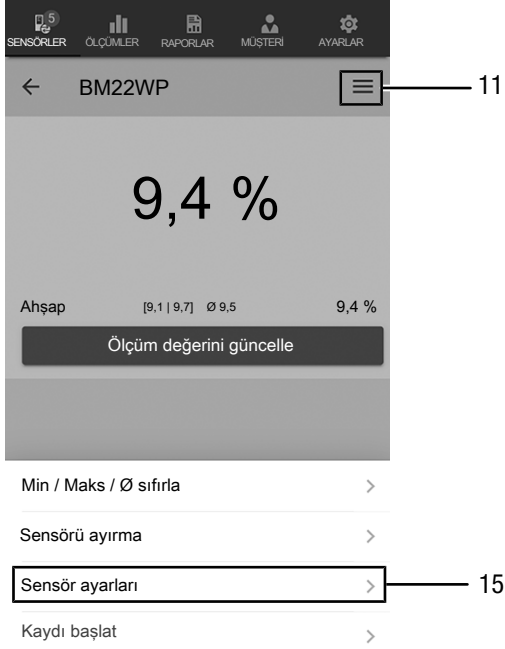 5
SENSÖRLER ÖLÇÜMLER RAPORLAR MÜŞTERİ AYARLAR
BM22WP
11
9,4 %
Ahşap [9,1 | 9,7] Ø 9,5 9,4 %
Ölçüm değerini güncelle
Min / Maks / Ø sıfırla
Sensörü ayırma
Sensör ayarları
15
Kaydı başlat